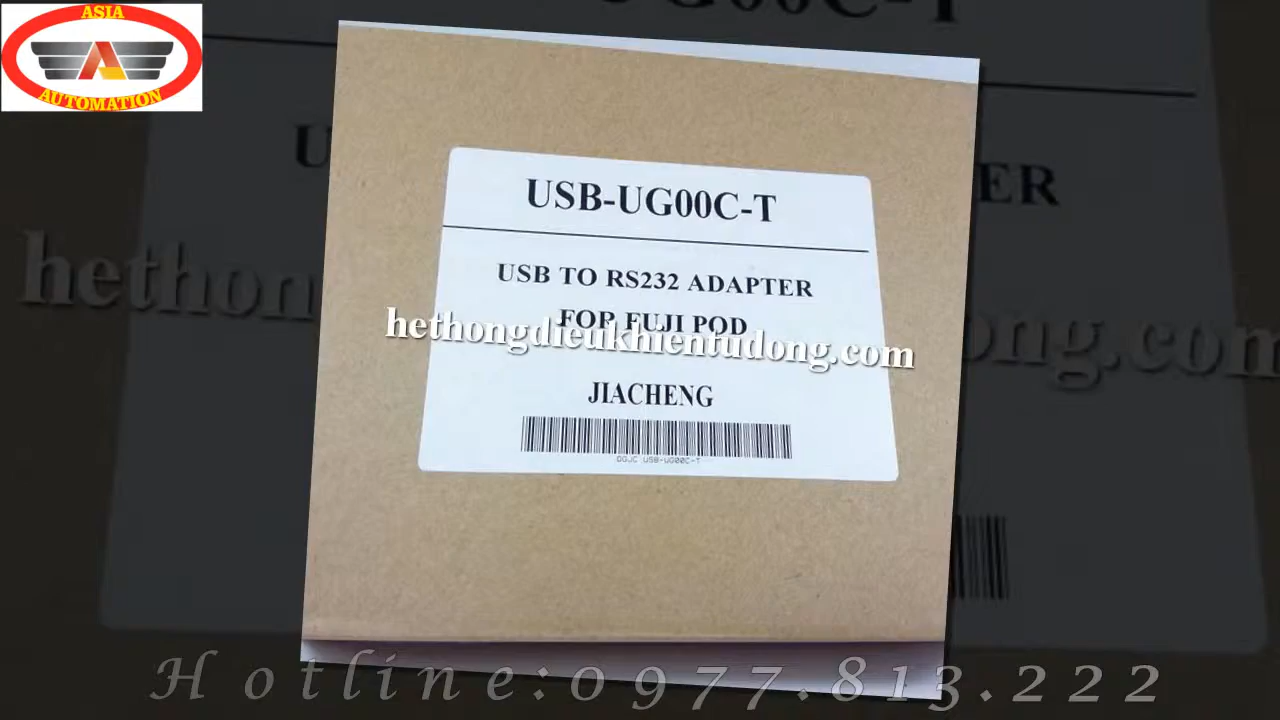 ASIA
AUTOMATION
USB-UG00C-T
USB TO RS232 ADAPTER
FOR FUJI POD
hethongdieukhientudong.com
JIACHENG
DGJC USB-UG00C-T
Hotline:0977.813.222